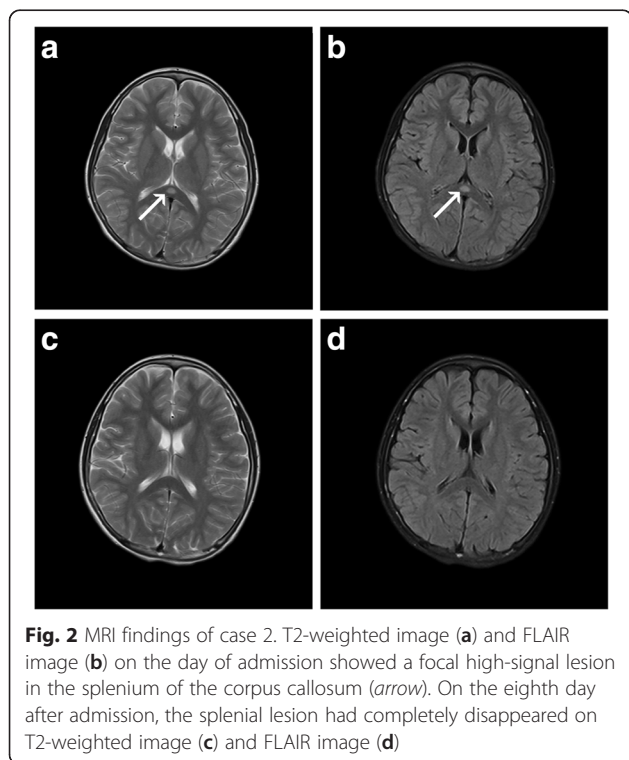 a
b
c
d
Fig. 2 MRI findings of case 2. T2-weighted image (a) and FLAIR
image (b) on the day of admission showed a focal high-signal lesion
in the splenium of the corpus callosum (arrow). On the eighth day
after admission, the splenial lesion had completely disappeared on
T2-weighted image (c) and FLAIR image (d)